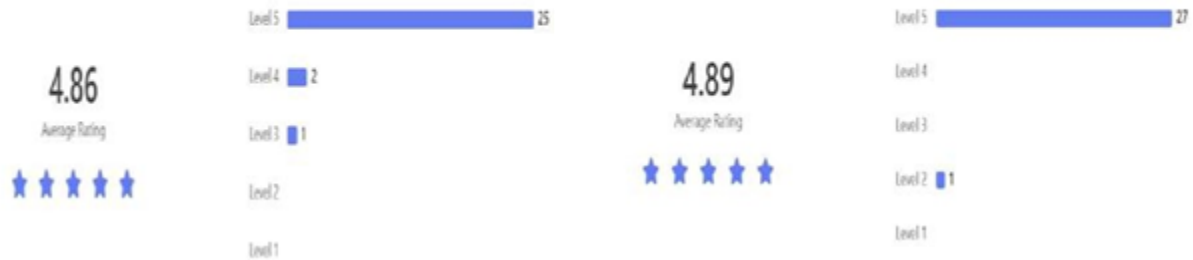 4.86
Average Rating
Level 5 25
Level 4 2
Level 3 1
Level 2
Level 1
4.89
Average Rating
Level 5 27
Level 4
Level 3
Level 2 1
Level 1